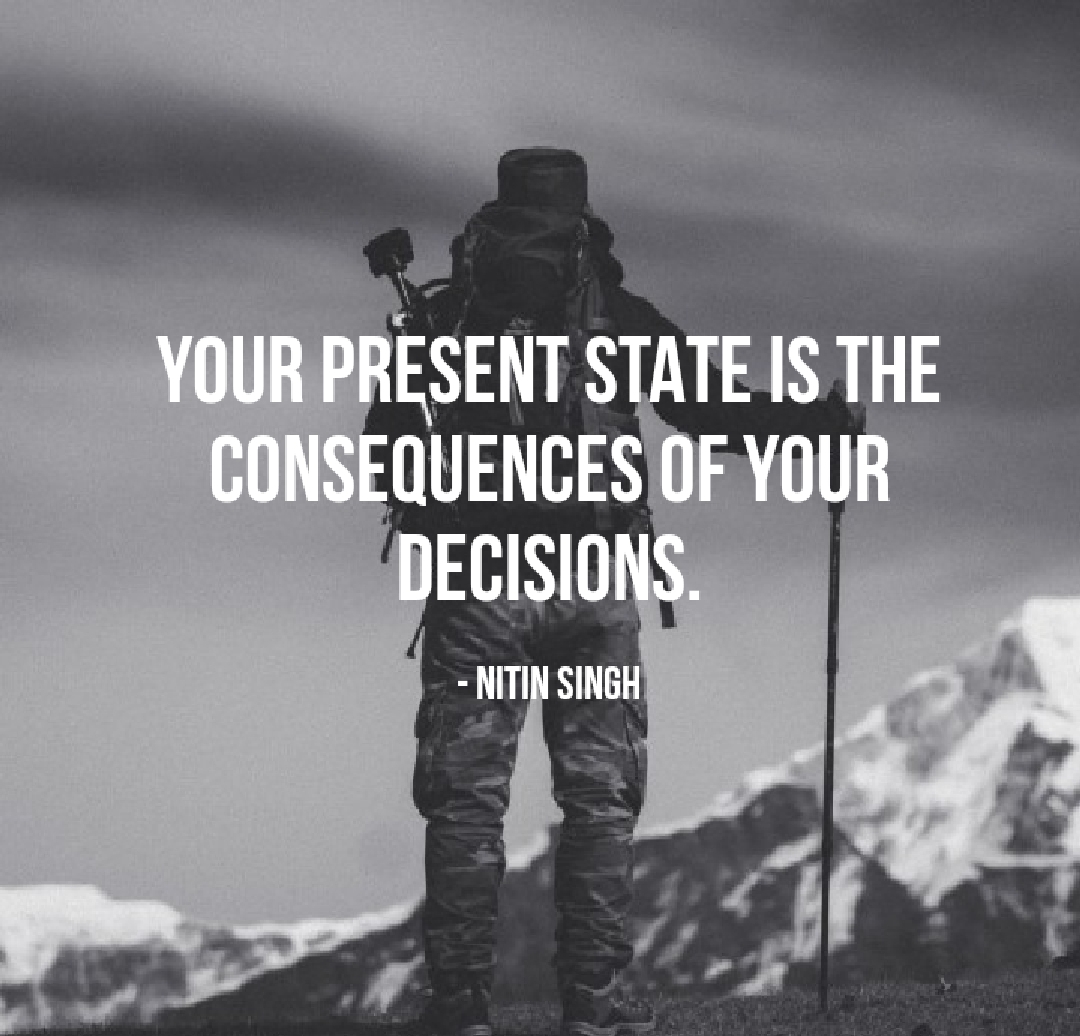 YOUR PRESENT STATE IS THE
CONSEQUENCES OF YOUR
DECISIONS.
- NITIN SINGH